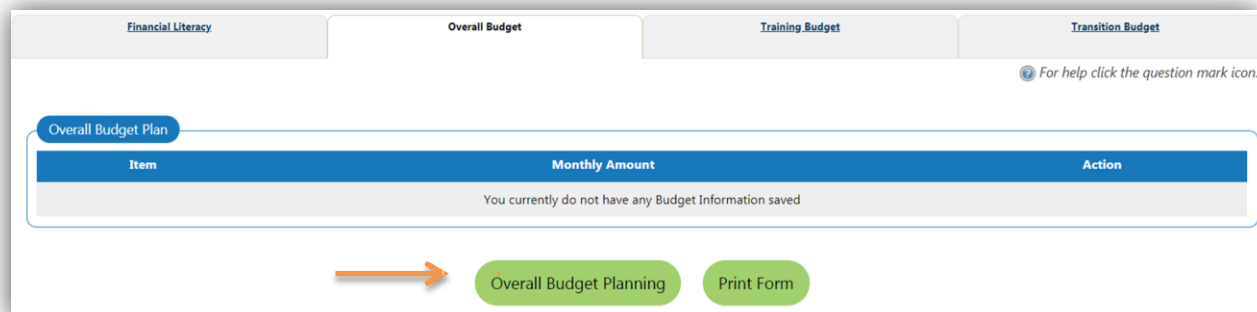 Financial Literacy Overall Budget Training Budget Transition Budget
For help click the question mark icon.
Overall Budget Plan
Item Monthly Amount Action
You currently do not have any Budget Information saved
Overall Budget Planning Print Form